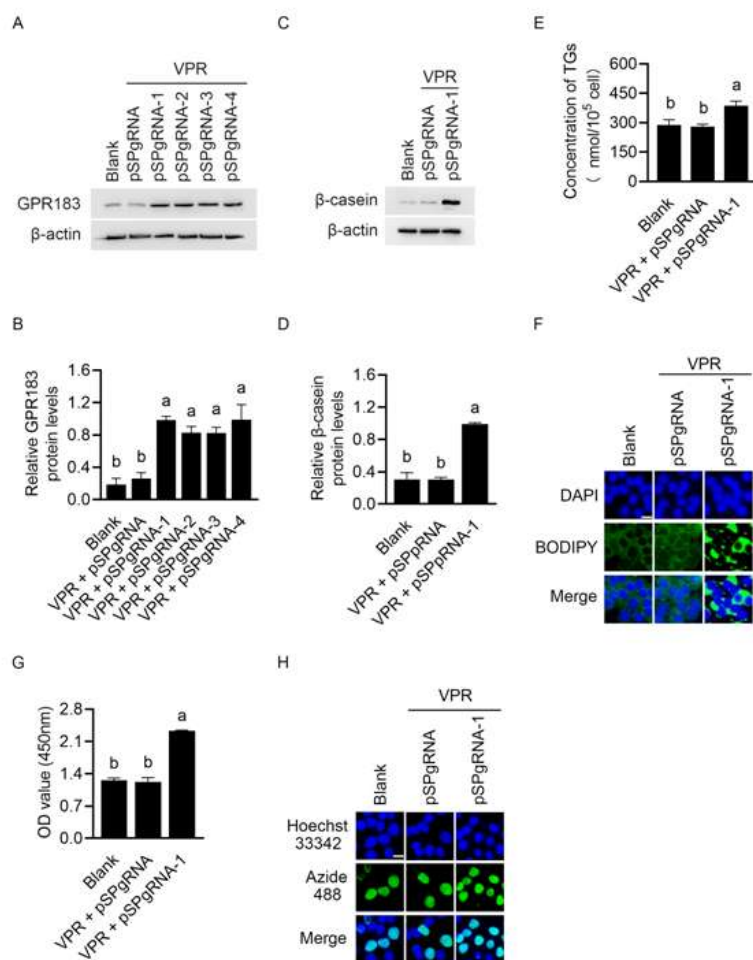 A
VPR
Blank
pSPgRNA
pSPgRNA-1
pSPgRNA-2
pSPgRNA-3
pSPgRNA-4
GPR183
β-actin
B
Relative GPR183
protein levels
1.6
1.2
0.8
0.4
0.0
b
b
a
a
a
a
Blank
VPR + pSPgRNA
VPR + pSPgRNA-1
VPR + pSPgRNA-2
VPR + pSPgRNA-3
VPR + pSPgRNA-4
C
VPR
Blank
pSPgRNA
pSPgRNA-1
β-casein
β-actin
D
Relative β-casein
protein levels
1.6
1.2
0.8
0.4
0.0
b
b
a
Blank
VPR + pSPpRNA
VPR + pSPpRNA-1
E
Concentration of TGs
( nmol/10⁵ cell)
600
450
300
150
0
b
b
a
Blank
VPR + pSPgRNA
VPR + pSPgRNA-1
F
VPR
Blank
pSPgRNA
pSPgRNA-1
DAPI
BODIPY
Merge
G
OD value (450nm)
2.8
2.1
1.4
0.7
0.0
b
b
a
Blank
VPR + pSPgRNA
VPR + pSPgRNA-1
H
VPR
Blank
pSPgRNA
pSPgRNA-1
Hoechst
33342
Azide
488
Merge